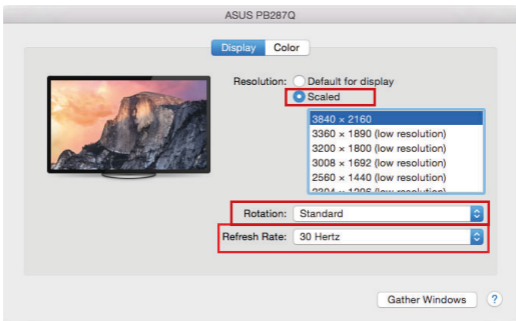 ASUS PB287Q
Display Color
Resolution: Default for display
Scaled
3840 × 2160
3360 × 1890 (low resolution)
3200 × 1800 (low resolution)
3008 × 1692 (low resolution)
2560 × 1440 (low resolution)
Rotation: Standard
Refresh Rate: 30 Hertz
Gather Windows ?